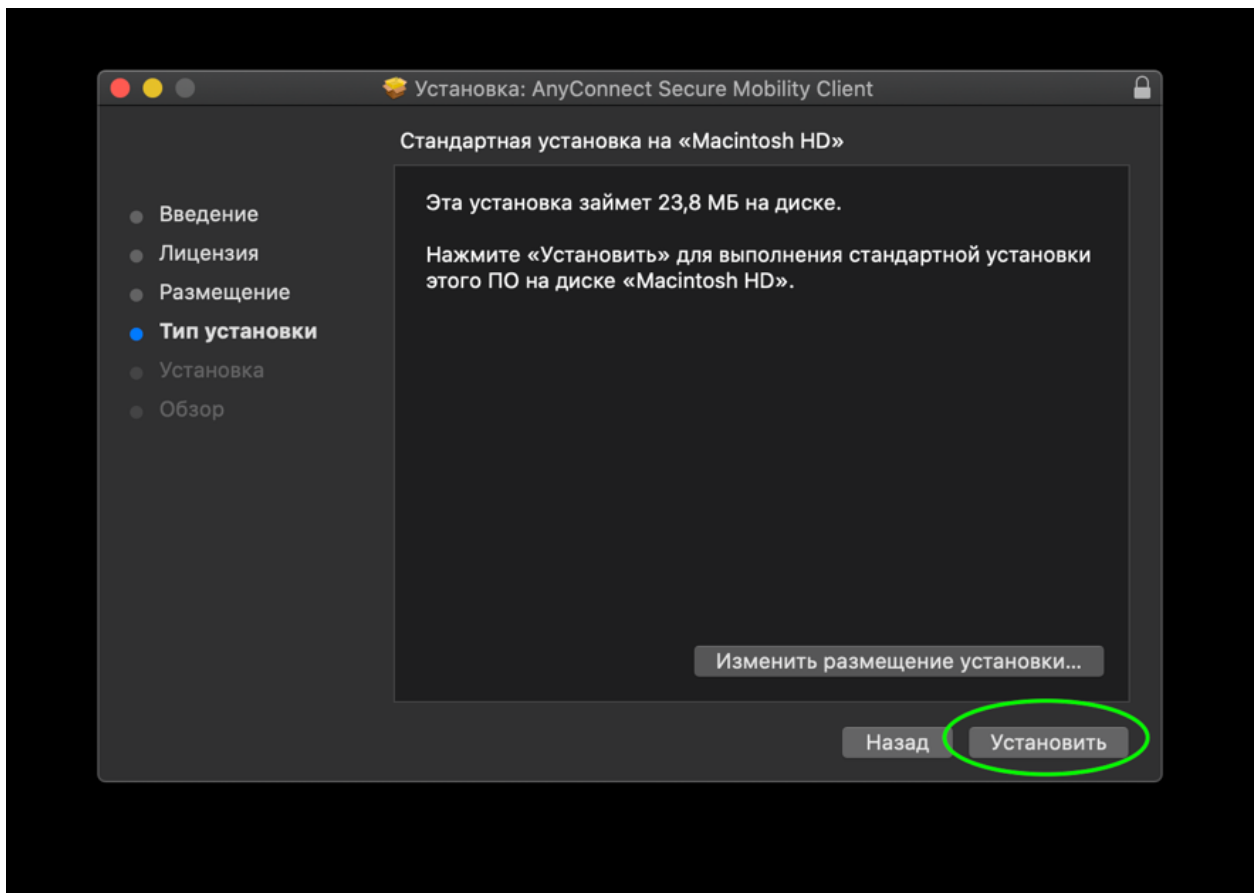 Установка: AnyConnect Secure Mobility Client
Стандартная установка на «Macintosh HD»
Введение
Лицензия
Размещение
Тип установки
Установка
Обзор
Эта установка займет 23,8 МБ на диске.
Нажмите «Установить» для выполнения стандартной установки
этого ПО на диске «Macintosh HD».
Изменить размещение установки...
Назад
Установить